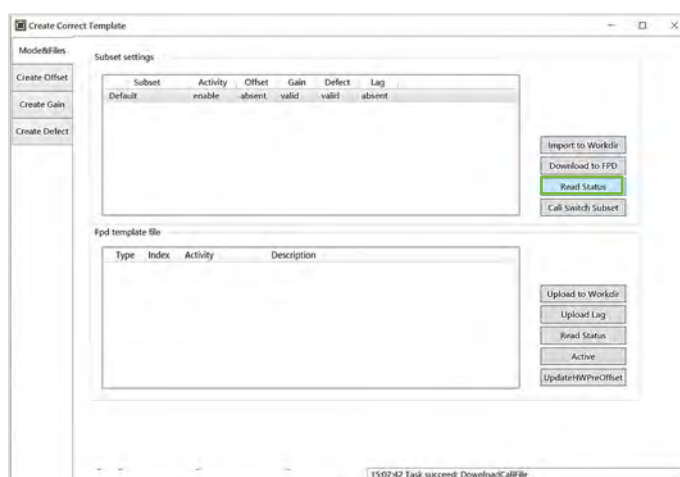 Create Correct Template
Mode&Files
Create Offset
Create Gain
Create Defect
Subset settings
Subset Activity Offset Gain Defect Lag
Default enable absent valid valid absent
Import to Workdir
Download to FPD
Read Status
Call Switch Subset
Fpd template file
Type Index Activity Description
Upload to Workdir
Upload Lag
Read Status
Active
UpdateHWPreOffset
15:07:42 Task succeed: DownloadCaliFile